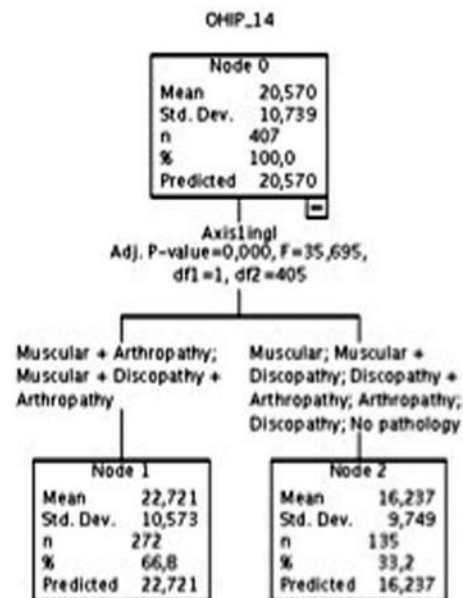 OHIP_14
Node 0
Mean 20,570
Std. Dev. 10,739
n 407
% 100,0
Predicted 20,570
Axis1ingl
Adj. P-value=0,000, F=35,695,
df1=1, df2=405
Muscular + Arthropathy;
Muscular + Discopathy +
Arthropathy
Muscular; Muscular +
Discopathy; Discopathy +
Arthropathy; Arthropathy;
Discopathy; No pathology
Node 1
Mean 22,721
Std. Dev. 10,573
n 272
% 66,8
Predicted 22,721
Node 2
Mean 16,237
Std. Dev. 9,749
n 135
% 33,2
Predicted 16,237